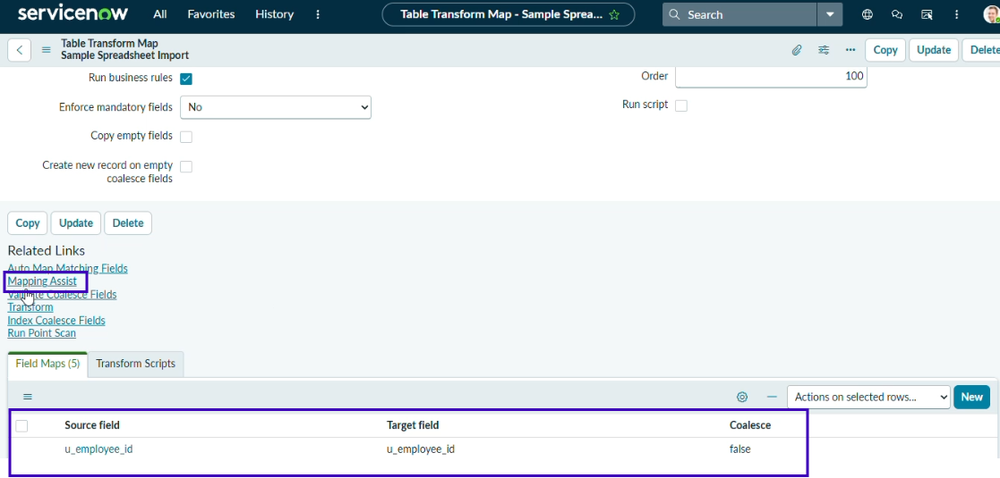 servicenow All Favorites History Table Transform Map - Sample Sprea... Search
Table Transform Map
Sample Spreadsheet Import
Copy Update Delete
Run business rules
Order 100
Enforce mandatory fields No
Run script
Copy empty fields
Create new record on empty
coalesce fields
Copy Update Delete
Related Links
Auto Map Matching Fields
Mapping Assist
Validate Coalesce Fields
Transform
Index Coalesce Fields
Run Point Scan
Field Maps (5) Transform Scripts
Actions on selected rows... New
Source field Target field Coalesce
u_employee_id u_employee_id false